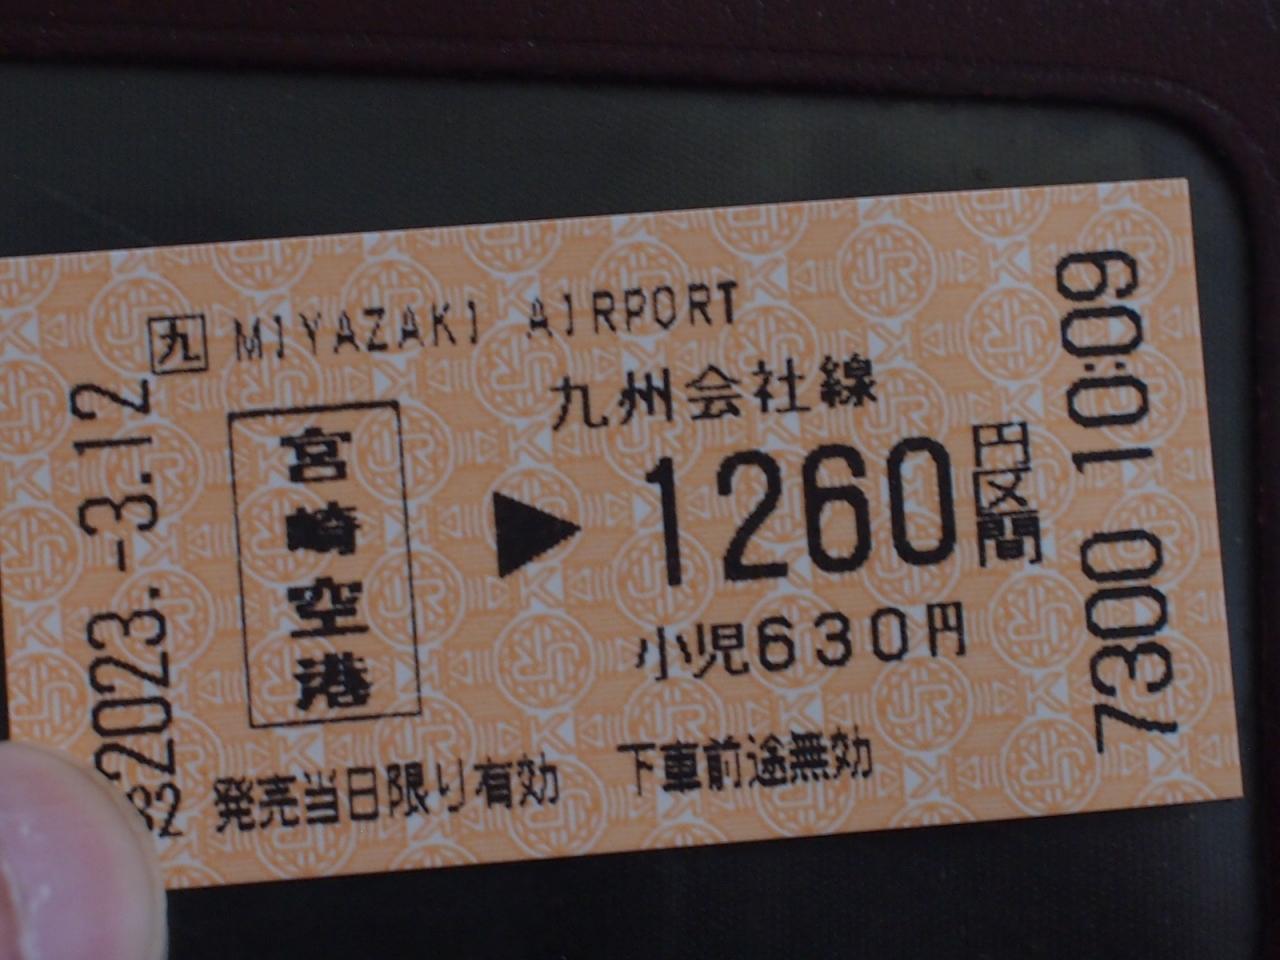 九 MIYAZAKI AIRPORT
九州会社線
宮崎空港
▶ 1260円区間
小児630円
発売当日限り有効 下車前途無効
2023.-3.12
7300 10:09